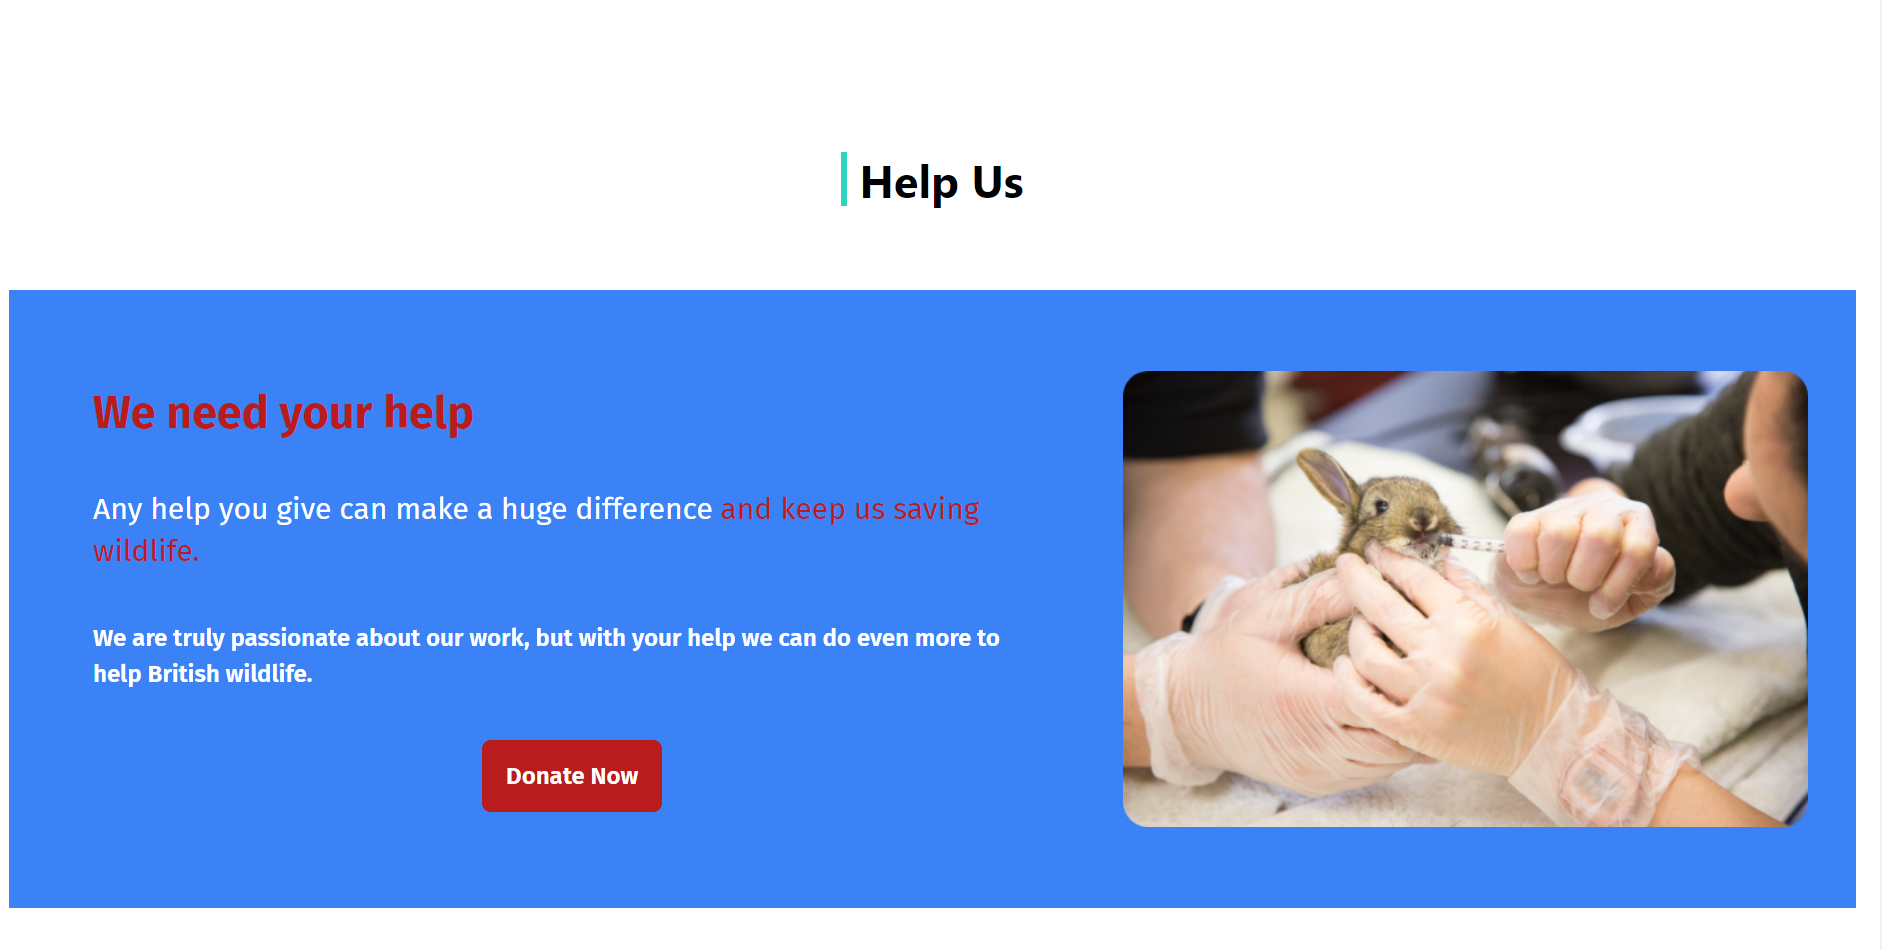 Help Us
We need your help
Any help you give can make a huge difference and keep us saving
wildlife.
We are truly passionate about our work, but with your help we can do even more to
help British wildlife.
Donate Now